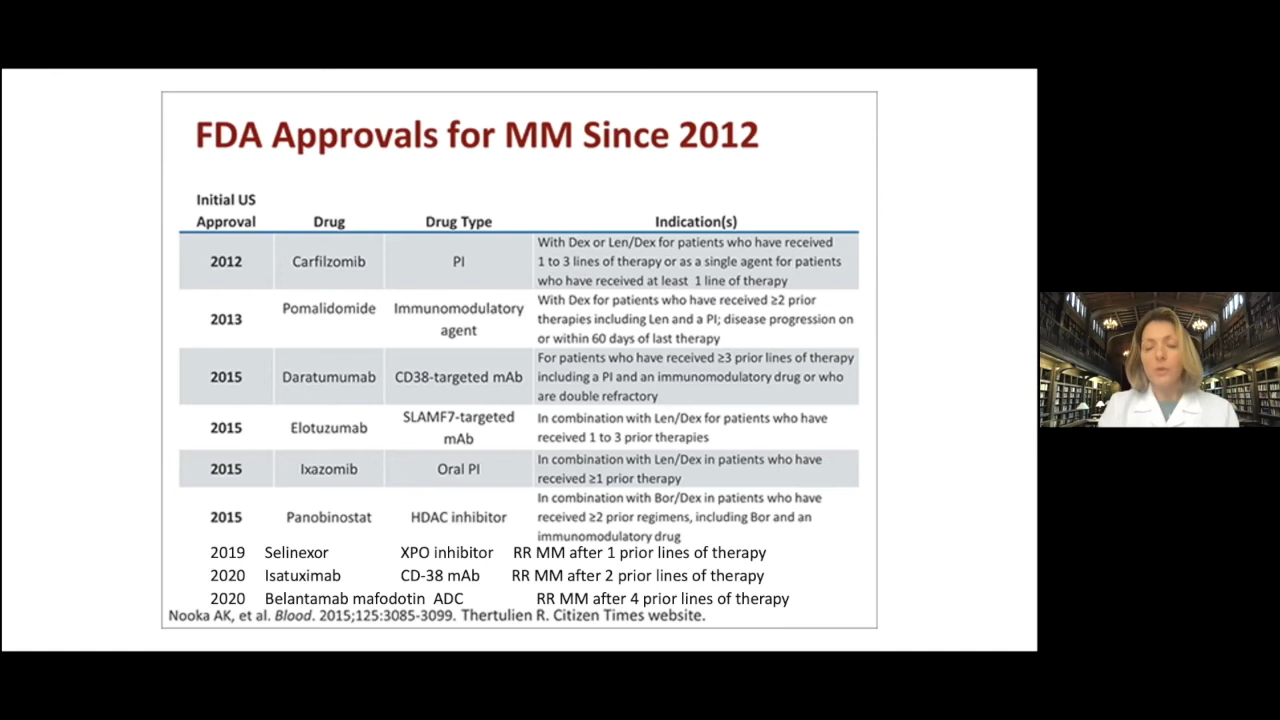 FDA Approvals for MM Since 2012
Initial US
Approval Drug Drug Type Indication(s)
With Dex or Len/Dex for patients who have received
2012 Carfilzomib PI 1 to 3 lines of therapy or as a single agent for patients
who have received at least 1 line of therapy
Pomalidomide Immunomodulatory With Dex for patients who have received ≥2 prior
2013 agent therapies including Len and a PI; disease progression on
or within 60 days of last therapy
For patients who have received ≥3 prior lines of therapy
2015 Daratumumab CD38-targeted mAb including a PI and an immunomodulatory drug or who
are double refractory
2015 Elotuzumab SLAMF7-targeted In combination with Len/Dex for patients who have
mAb received 1 to 3 prior therapies
2015 Ixazomib Oral PI In combination with Len/Dex in patients who have
received ≥1 prior therapy
In combination with Bor/Dex in patients who have
2015 Panobinostat HDAC inhibitor received ≥2 prior regimens, including Bor and an
immunomodulatory drug
2019 Selinexor XPO inhibitor RR MM after 1 prior lines of therapy
2020 Isatuximab CD-38 mAb RR MM after 2 prior lines of therapy
2020 Belantamab mafodotin ADC RR MM after 4 prior lines of therapy
Nooka AK, et al. Blood. 2015;125:3085-3099. Thertulien R. Citizen Times website.